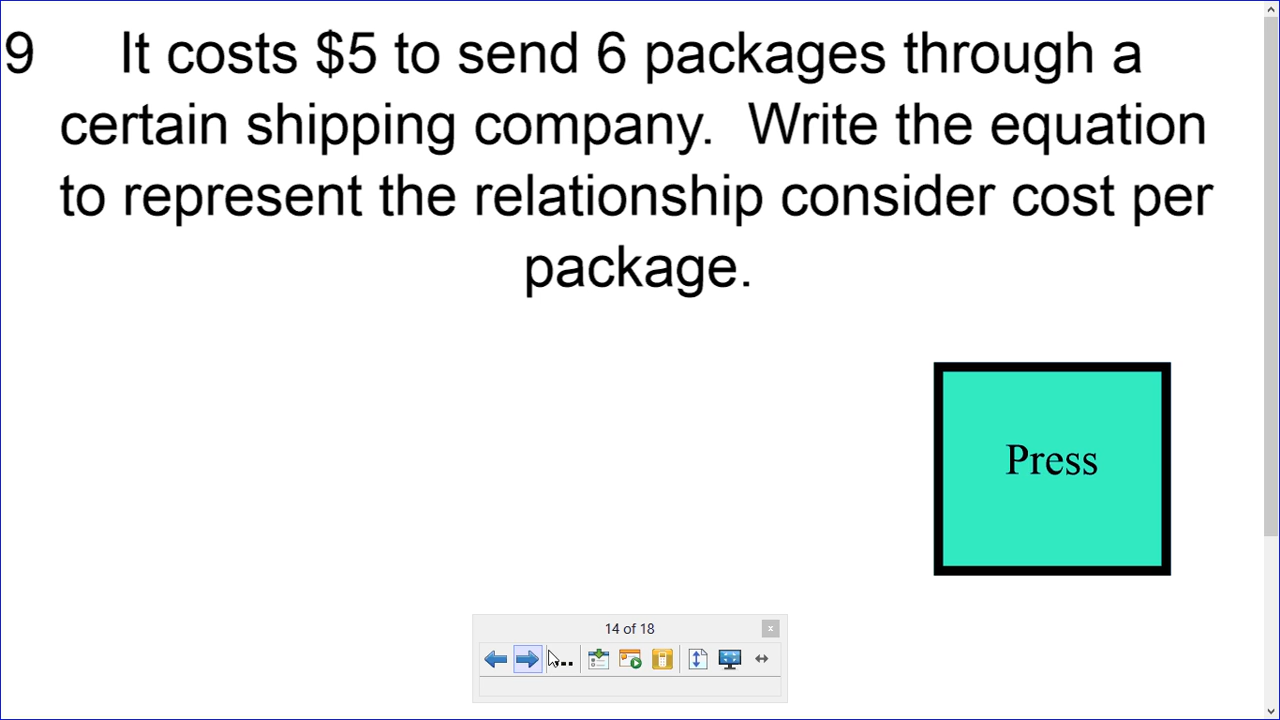 9 It costs $5 to send 6 packages through a
certain shipping company. Write the equation
to represent the relationship consider cost per
package.
Press
14 of 18